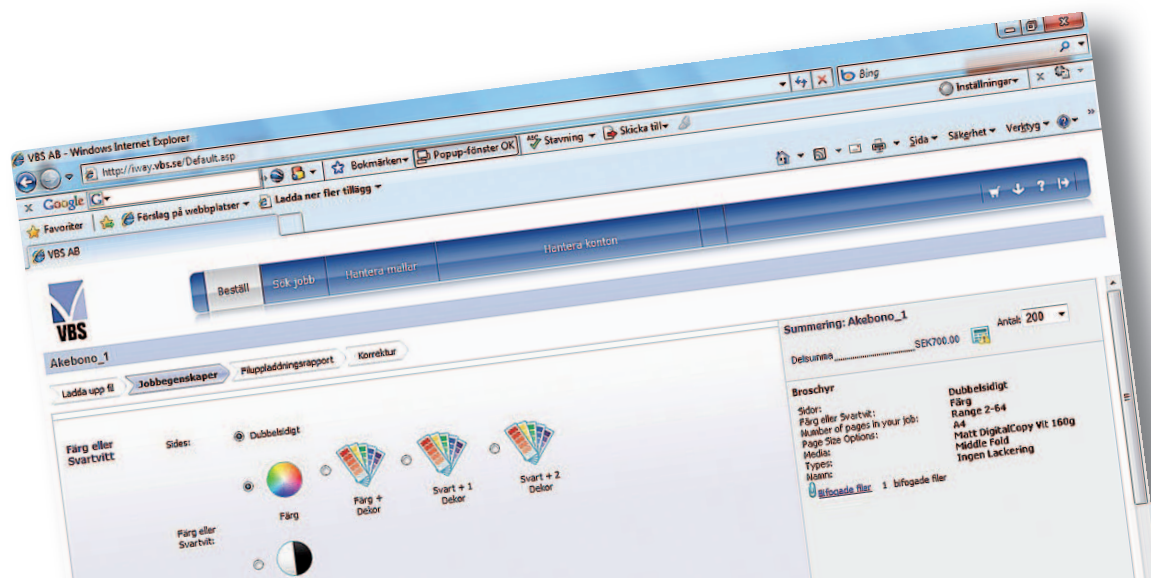 VBS AB - Windows Internet Explorer
http://iway.vbs.se/Default.asp
Bing
x Google G
Bokmärken
Popup-fönster OK
ABC Stavning
Skicka till
Inställningar
x
Favoriter
Förslag på webbplatser
Ladda ner fler tillägg
Sida
Säkerhet
Verktyg
»
VBS AB
VBS
Beställ
Sök jobb
Hantera mallar
Hantera konton
?
Akebono_1
Ladda upp fil
Jobbegenskaper
Filuppladdningsrapport
Korrektur
Färg eller
Svartvitt
Sides:
Dubbelsidigt
Färg eller
Svartvit:
Färg
Färg +
Dekor
Svart + 1
Dekor
Svart + 2
Dekor
Summering: Akebono_1
Delsumma SEK700.00
Antal: 200
Broschyr
Sidor: Dubbelsidigt
Färg eller Svartvit: Färg
Number of pages in your job: Range 2-64
Page Size Options: A4
Media: Matt DigitalCopy Vit 160g
Types: Middle Fold
Namn: Ingen Lackering
Bifogade filer 1 bifogade filer